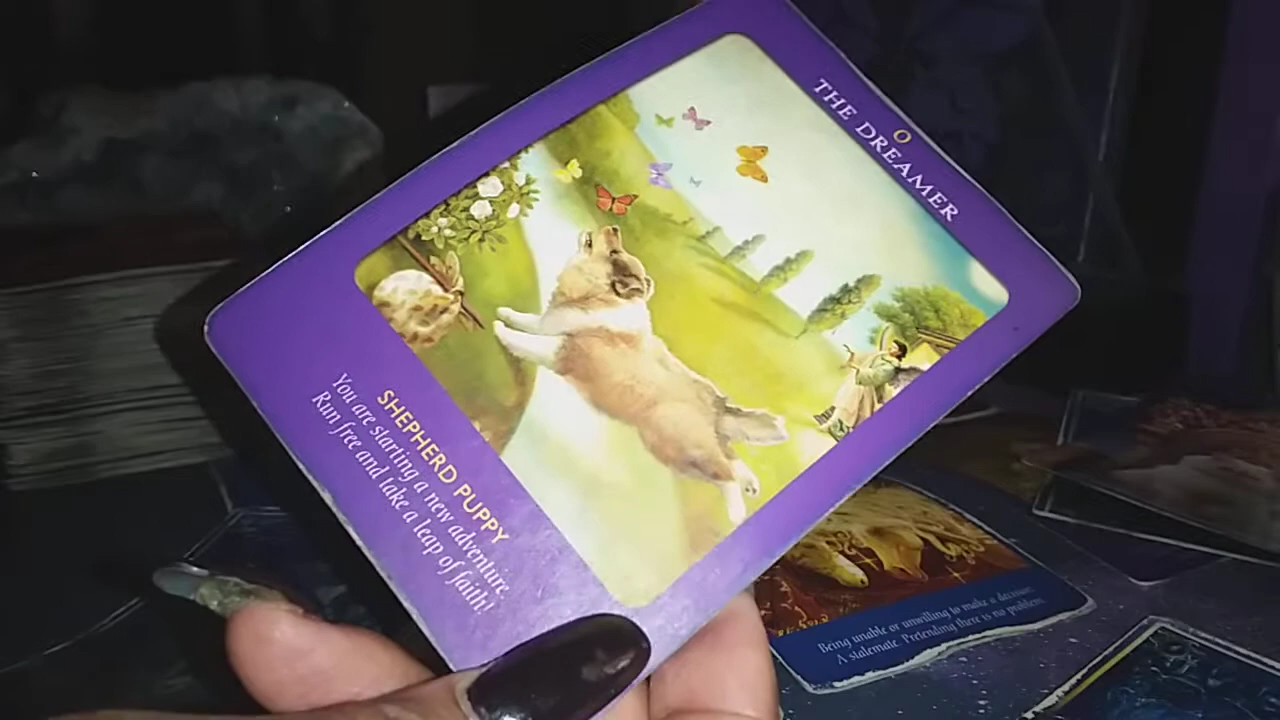 0
THE DREAMER
SHEPHERD PUPPY
You are starting a new adventure.
Run free and take a leap of faith!
Being unable or unwilling to make a decision.
A stalemate. Pretending there is no problem.